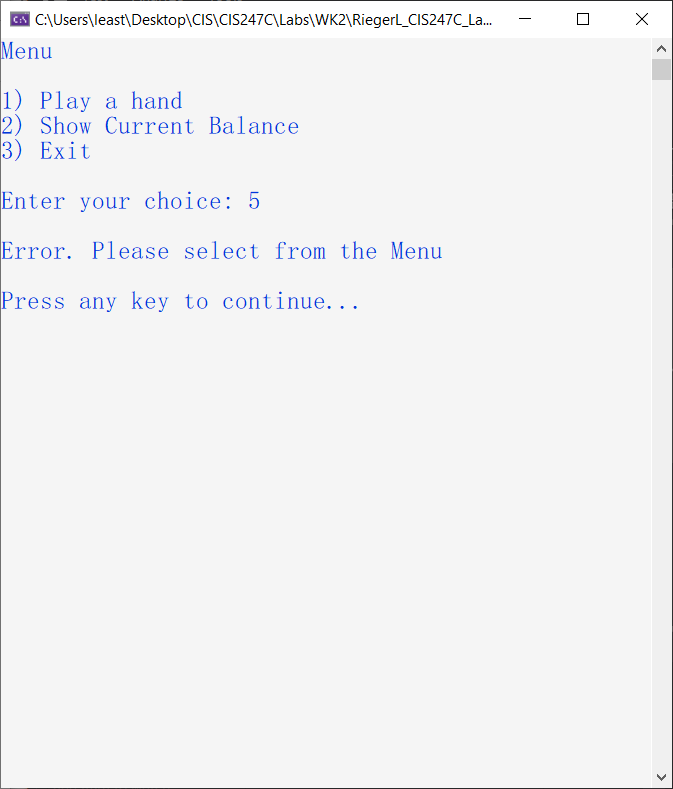 C:\Users\least\Desktop\CIS\CIS247C\Labs\WK2\RiegerL_CIS247C_La...
Menu
1) Play a hand
2) Show Current Balance
3) Exit
Enter your choice: 5
Error. Please select from the Menu
Press any key to continue...